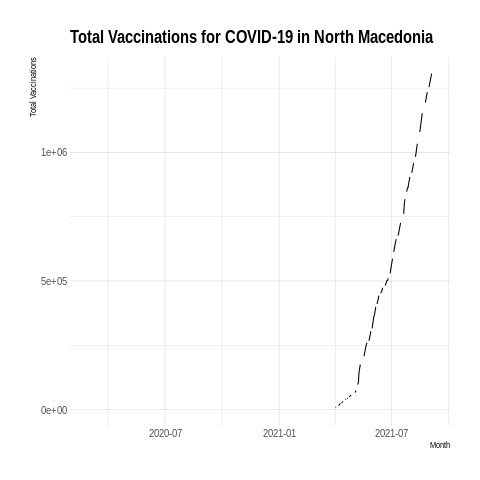 Total Vaccinations for COVID-19 in North Macedonia
Total Vaccinations
1e+06
5e+05
0e+00
2020-07
2021-01
2021-07
Month